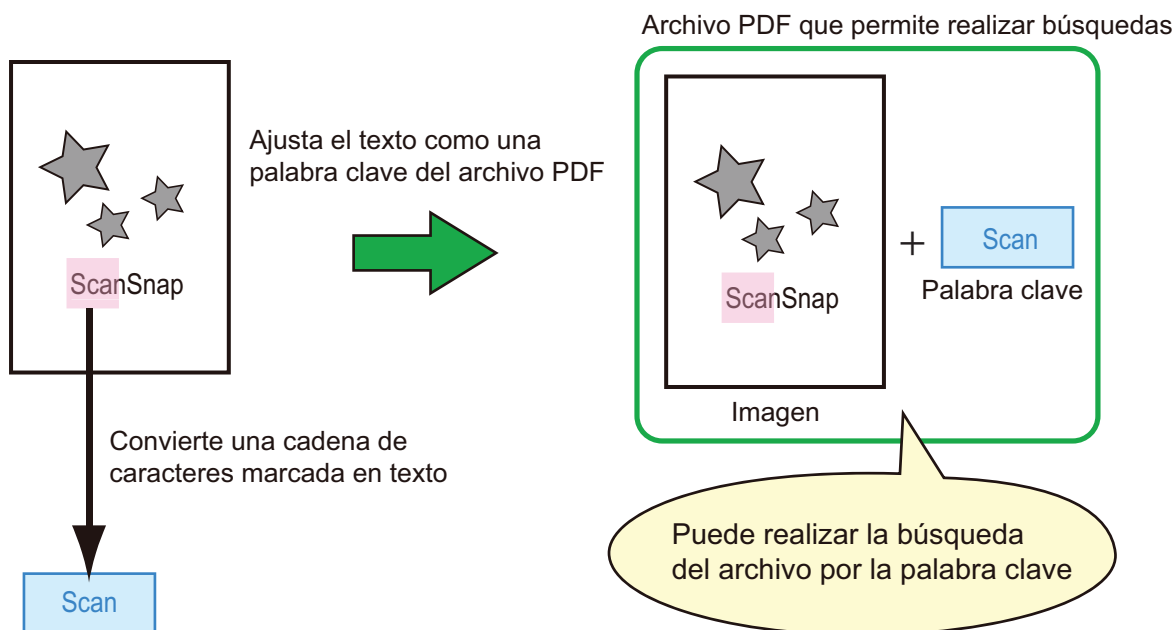 Archivo PDF que permite realizar búsquedas
Ajusta el texto como una
palabra clave del archivo PDF
ScanSnap
Convierte una cadena de
caracteres marcada en texto
Scan
ScanSnap
Imagen
+
Scan
Palabra clave
Puede realizar la búsqueda
del archivo por la palabra clave